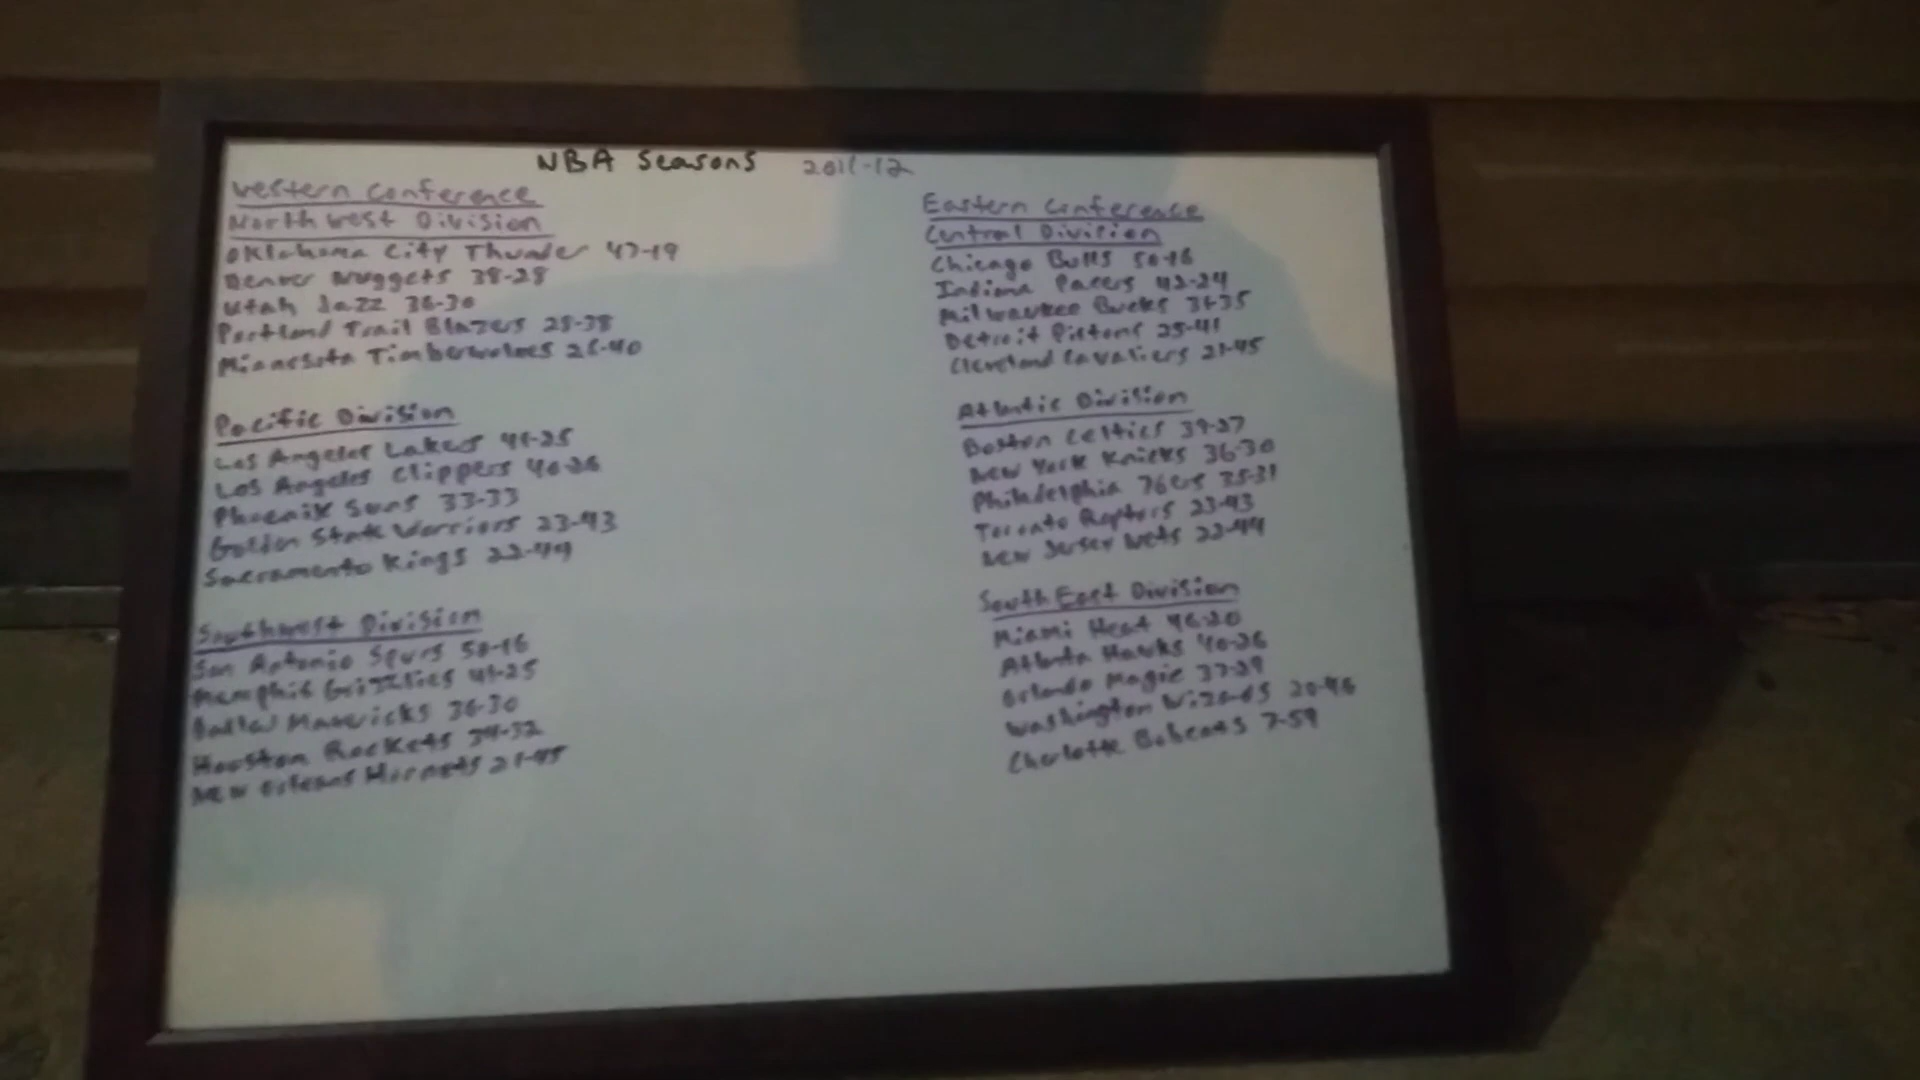 NBA Seasons 2011-12
Western Conference
Northwest Division
Oklahoma City Thunder 47-19
Denver Nuggets 38-28
Utah Jazz 36-30
Portland Trail Blazers 28-38
Minnesota Timberwolves 26-40
Pacific Division
Los Angeles Lakers 41-25
Los Angeles Clippers 40-26
Phoenix Suns 33-33
Golden State Warriors 23-43
Sacramento Kings 22-44
Southwest Division
San Antonio Spurs 50-16
Memphis Grizzlies 41-25
Dallas Mavericks 36-30
Houston Rockets 34-32
New Orleans Hornets 21-45
Eastern Conference
Central Division
Chicago Bulls 50-16
Indiana Pacers 42-24
Milwaukee Bucks 31-35
Detroit Pistons 25-41
Cleveland Cavaliers 21-45
Atlantic Division
Boston Celtics 39-27
New York Knicks 36-30
Philadelphia 76ers 35-31
Toronto Raptors 23-43
New Jersey Nets 22-44
SouthEast Division
Miami Heat 46-20
Atlanta Hawks 40-26
Orlando Magic 37-29
Washington Wizards 20-46
Charlotte Bobcats 7-59